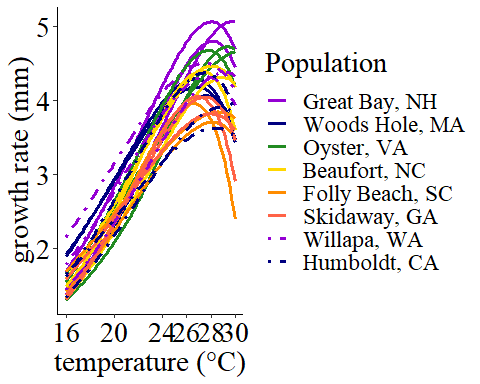 growth rate (mm)
5
4
3
2
16 20 24 26 28 30
temperature (°C)
Population
Great Bay, NH
Woods Hole, MA
Oyster, VA
Beaufort, NC
Folly Beach, SC
Skidaway, GA
Willapa, WA
Humboldt, CA